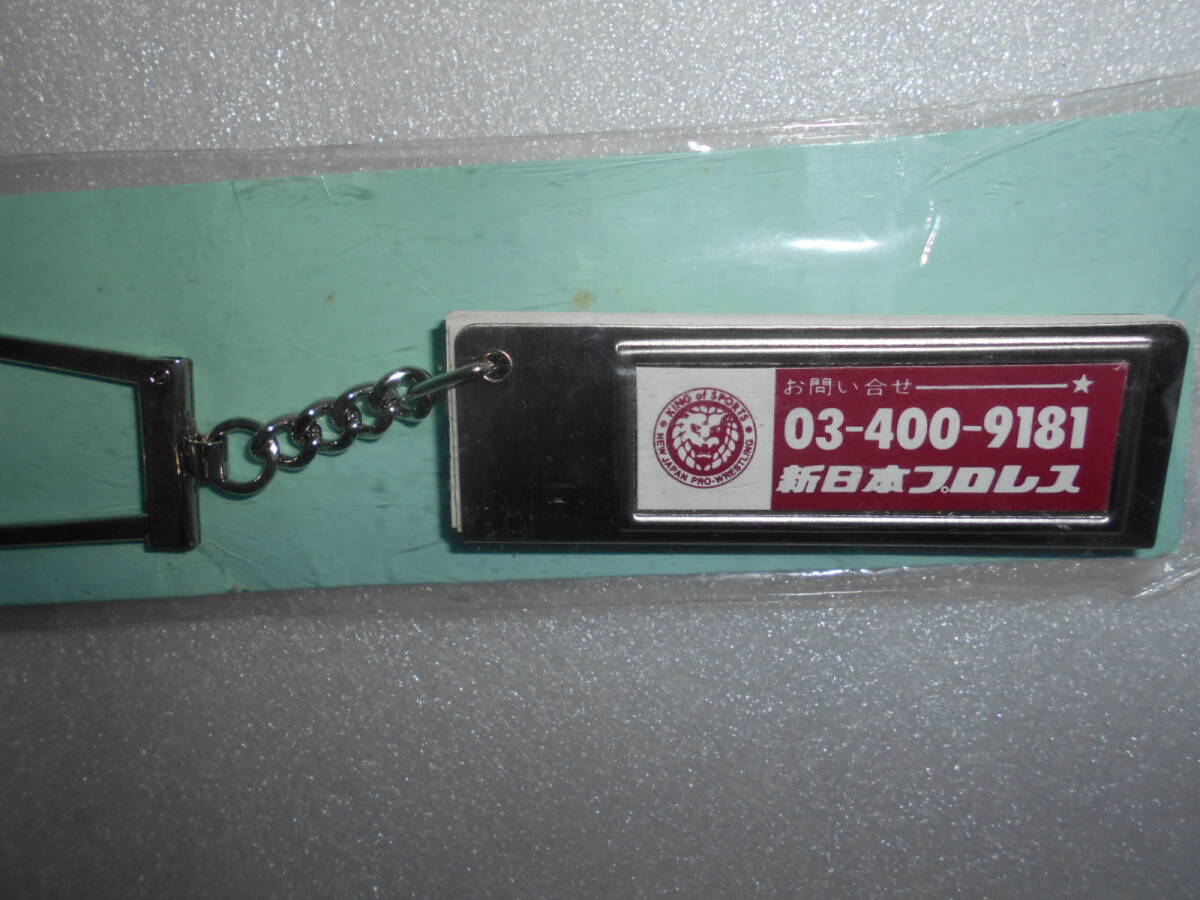 KING of SPORTS
NEW JAPAN PRO-WRESTLING
お問い合せ ★
03-400-9181
新日本プロレス